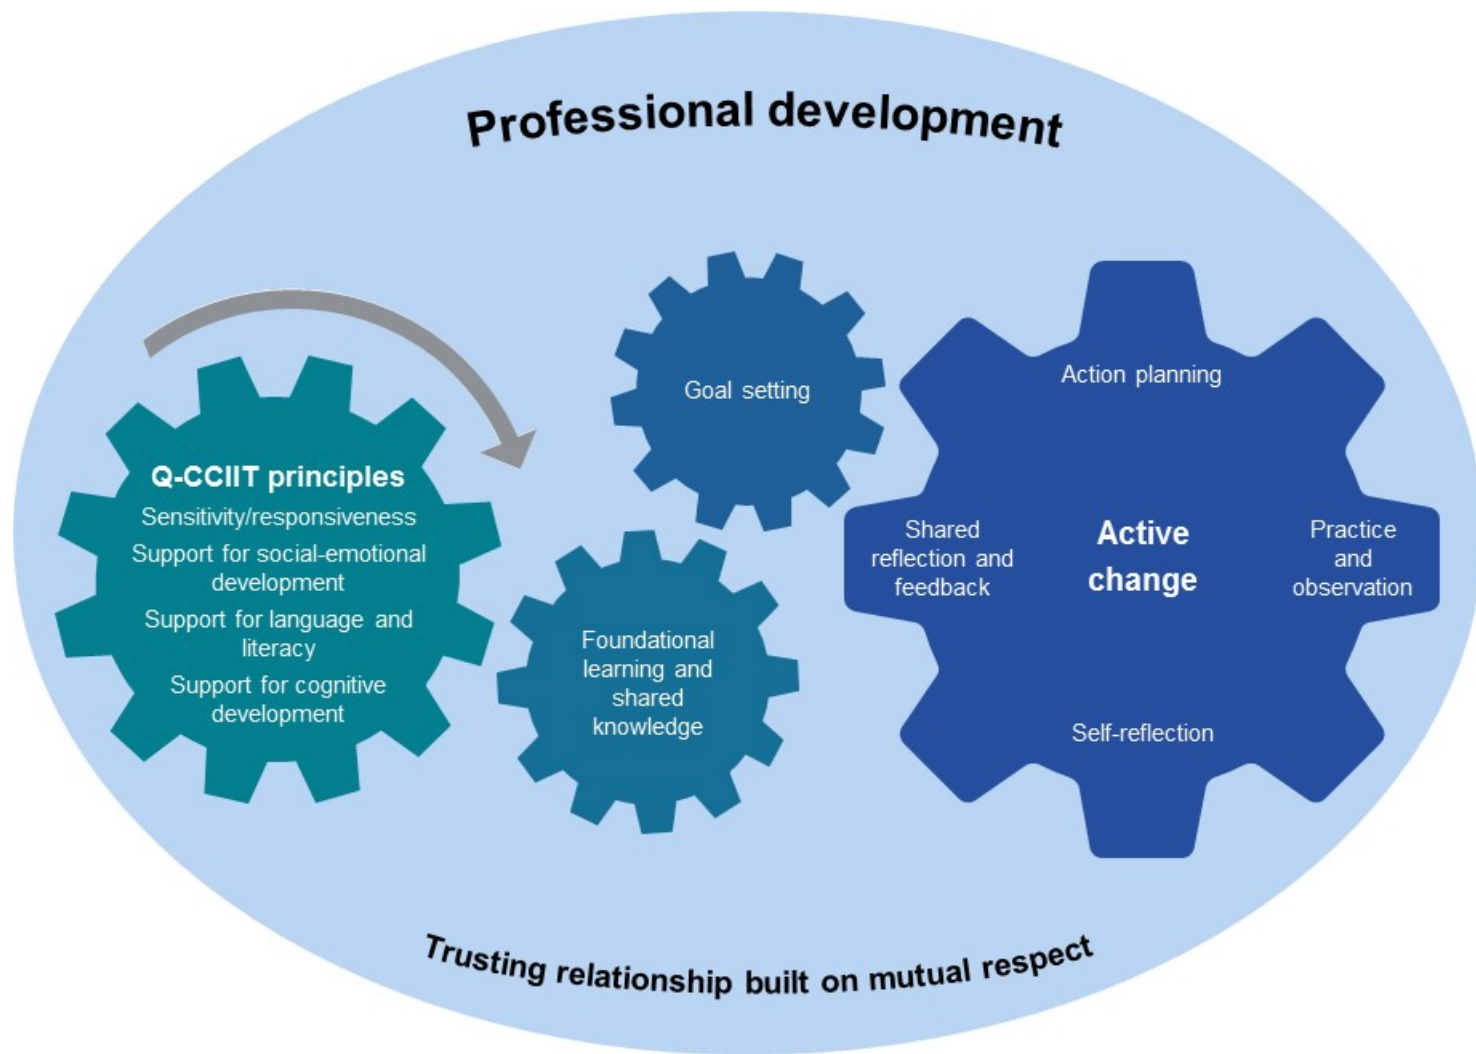 Professional development
Q-CCIIT principles
Sensitivity/responsiveness
Support for social-emotional
development
Support for language and
literacy
Support for cognitive
development
Goal setting
Foundational
learning and
shared
knowledge
Action planning
Shared
reflection and
feedback
Active
change
Practice
and
observation
Self-reflection
Trusting relationship built on mutual respect